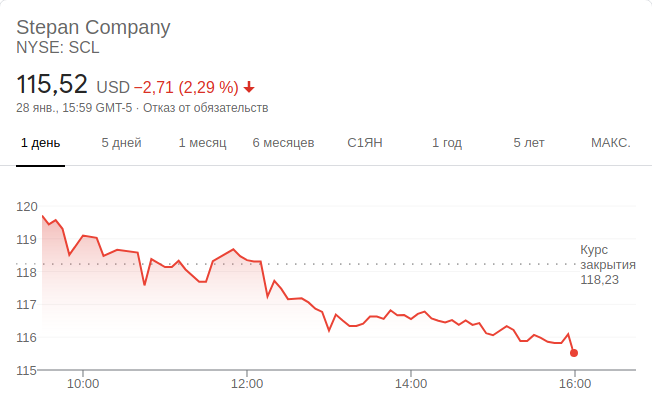 Stepan Company
NYSE: SCL
115,52 USD −2,71 (2,29 %)
28 янв., 15:59 GMT-5 · Отказ от обязательств
1 день 5 дней 1 месяц 6 месяцев С1ЯН 1 год 5 лет МАКС.
120
119
118
117
116
115
Курс
закрытия
118,23
10:00 12:00 14:00 16:00